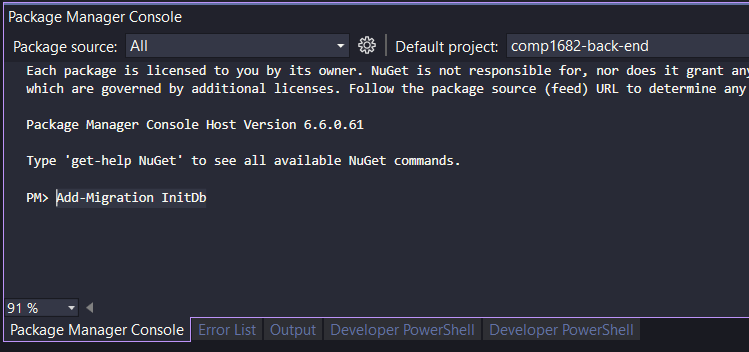 Package Manager Console
Package source: All Default project: comp1682-back-end
Each package is licensed to you by its owner. NuGet is not responsible for, nor does it grant any
which are governed by additional licenses. Follow the package source (feed) URL to determine any
Package Manager Console Host Version 6.6.0.61
Type 'get-help NuGet' to see all available NuGet commands.
PM> Add-Migration InitDb
91 %
Package Manager Console Error List Output Developer PowerShell Developer PowerShell